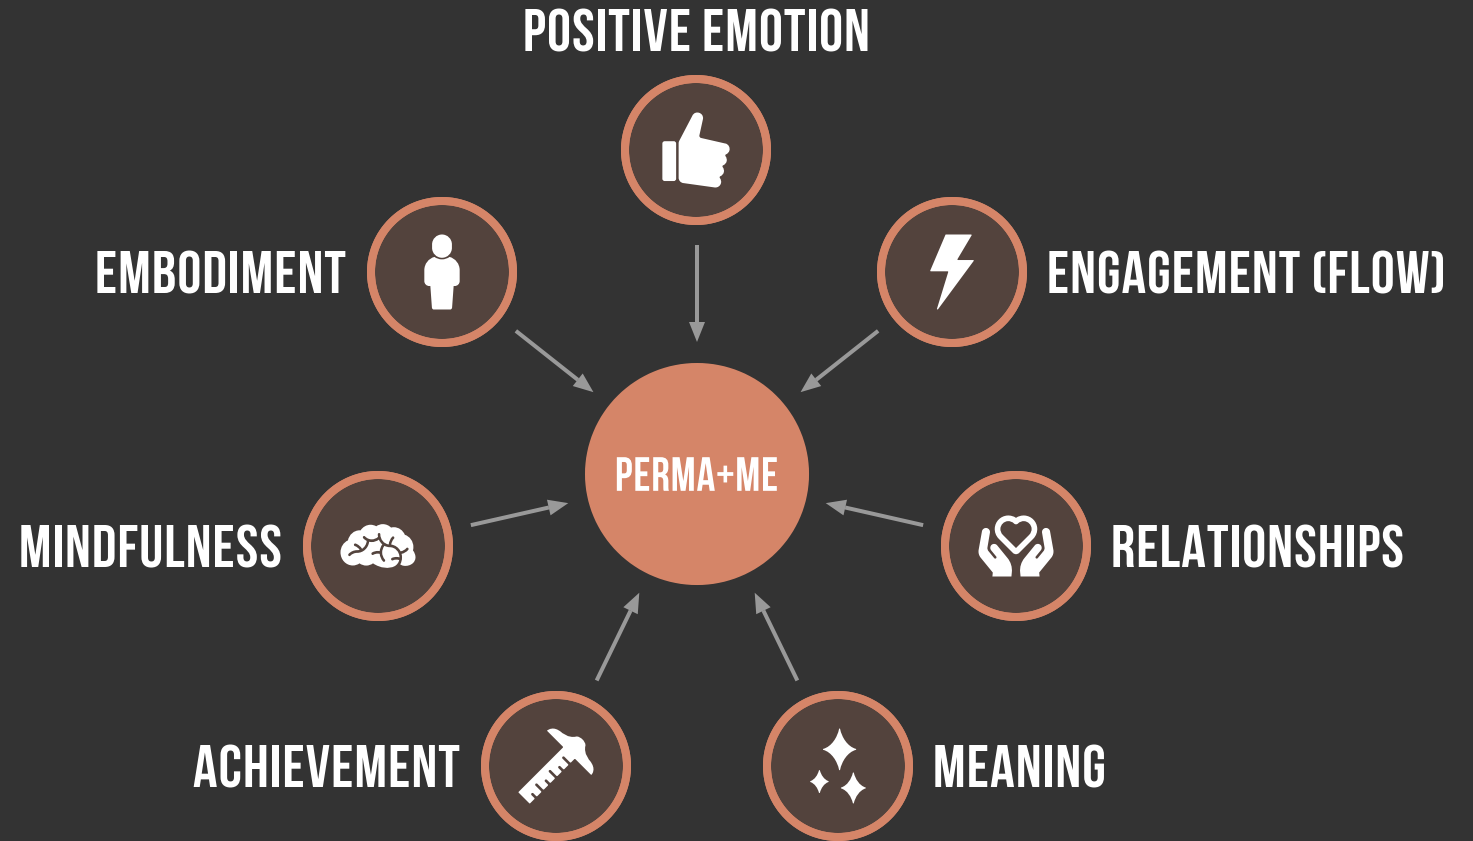 POSITIVE EMOTION
EMBODIMENT
ENGAGEMENT (FLOW)
PERMA+ME
MINDFULNESS
RELATIONSHIPS
ACHIEVEMENT
MEANING